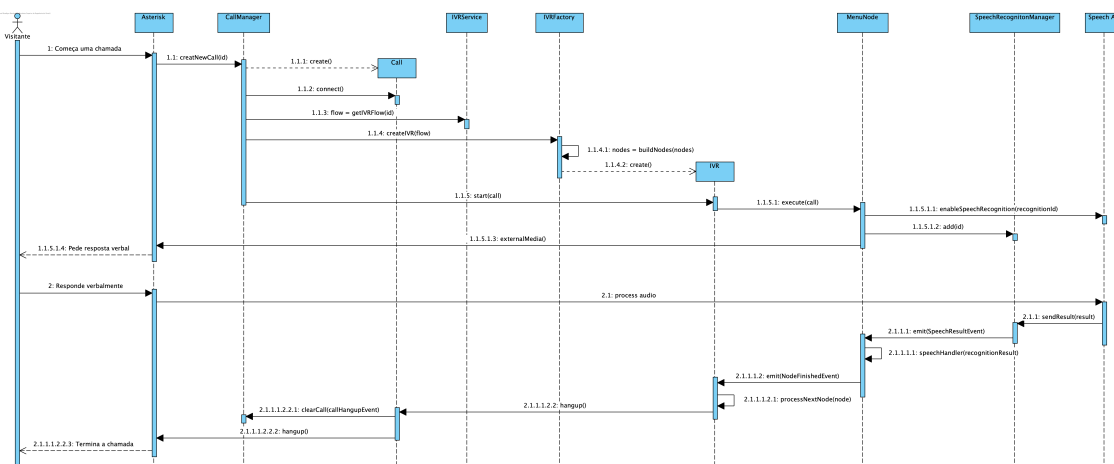 Visitante
Asterisk
CallManager
IVRService
IVRFactory
MenuNode
SpeechRecognitonManager
Speech A
1: Começa uma chamada
1.1: creatNewCall(id)
1.1.1: create()
Call
1.1.2: connect()
1.1.3: flow = getIVRFlow(id)
1.1.4: createIVR(flow)
1.1.4.1: nodes = buildNodes(nodes)
1.1.4.2: create()
IVR
1.1.5: start(call)
1.1.5.1: execute(call)
1.1.5.1.1: enableSpeechRecognition(recognitionId)
1.1.5.1.2: add(id)
1.1.5.1.3: externalMedia()
1.1.5.1.4: Pede resposta verbal
2: Responde verbalmente
2.1: process audio
2.1.1: sendResult(result)
2.1.1.1: emit(SpeechResultEvent)
2.1.1.1.1: speechHandler(recognitionResult)
2.1.1.1.2: emit(NodeFinishedEvent)
2.1.1.1.2.1: processNextNode(node)
2.1.1.1.2.2: hangup()
2.1.1.1.2.2.1: clearCall(callHangupEvent)
2.1.1.1.2.2.2: hangup()
2.1.1.1.2.2.3: Termina a chamada